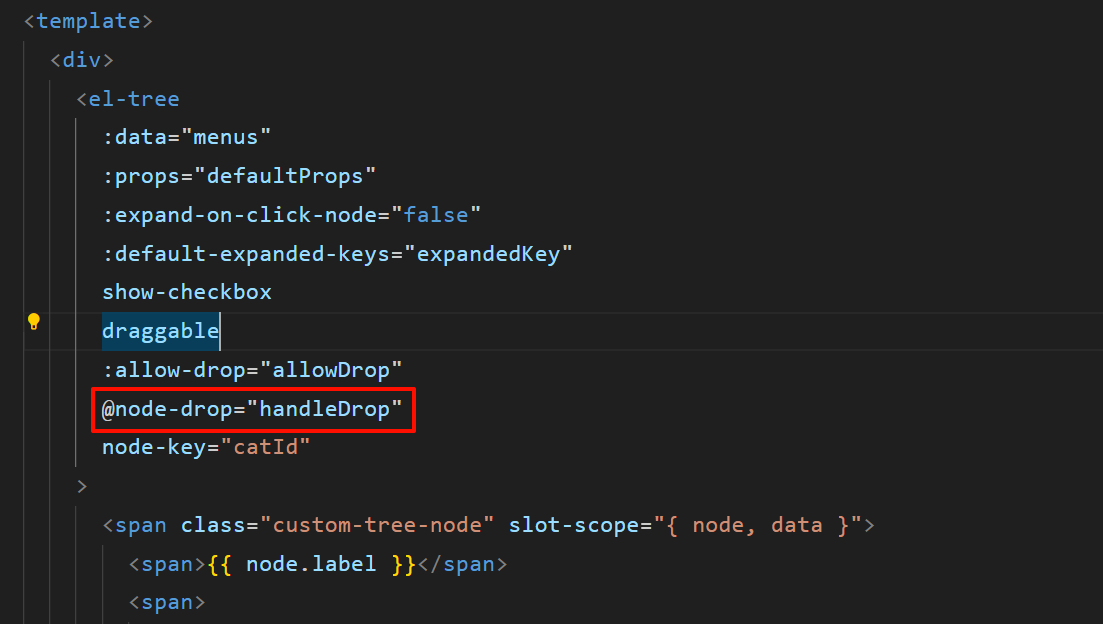 <template>
<div>
<el-tree
:data="menus"
:props="defaultProps"
:expand-on-click-node="false"
:default-expanded-keys="expandedKey"
show-checkbox
draggable
:allow-drop="allowDrop"
@node-drop="handleDrop"
node-key="catId"
>
<span class="custom-tree-node" slot-scope="{ node, data }">
<span>{{ node.label }}</span>
<span>